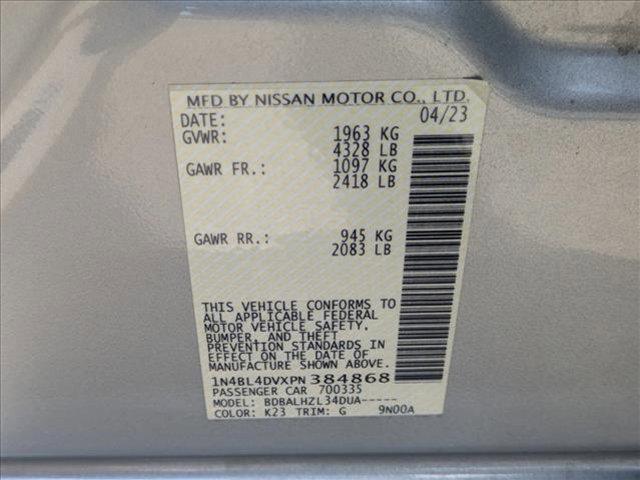 MFD BY NISSAN MOTOR CO., LTD.
DATE: 04/23
GVWR: 1963 KG
4328 LB
GAWR FR.: 1097 KG
2418 LB
GAWR RR.: 945 KG
2083 LB
THIS VEHICLE CONFORMS TO
ALL APPLICABLE FEDERAL
MOTOR VEHICLE SAFETY,
BUMPER, AND THEFT
PREVENTION STANDARDS IN
EFFECT ON THE DATE OF
MANUFACTURE SHOWN ABOVE.
1N4BL4DVXPN384868
PASSENGER CAR 700335
MODEL: BDBALHZL34DUA-----
COLOR: K23 TRIM: G 9N00A